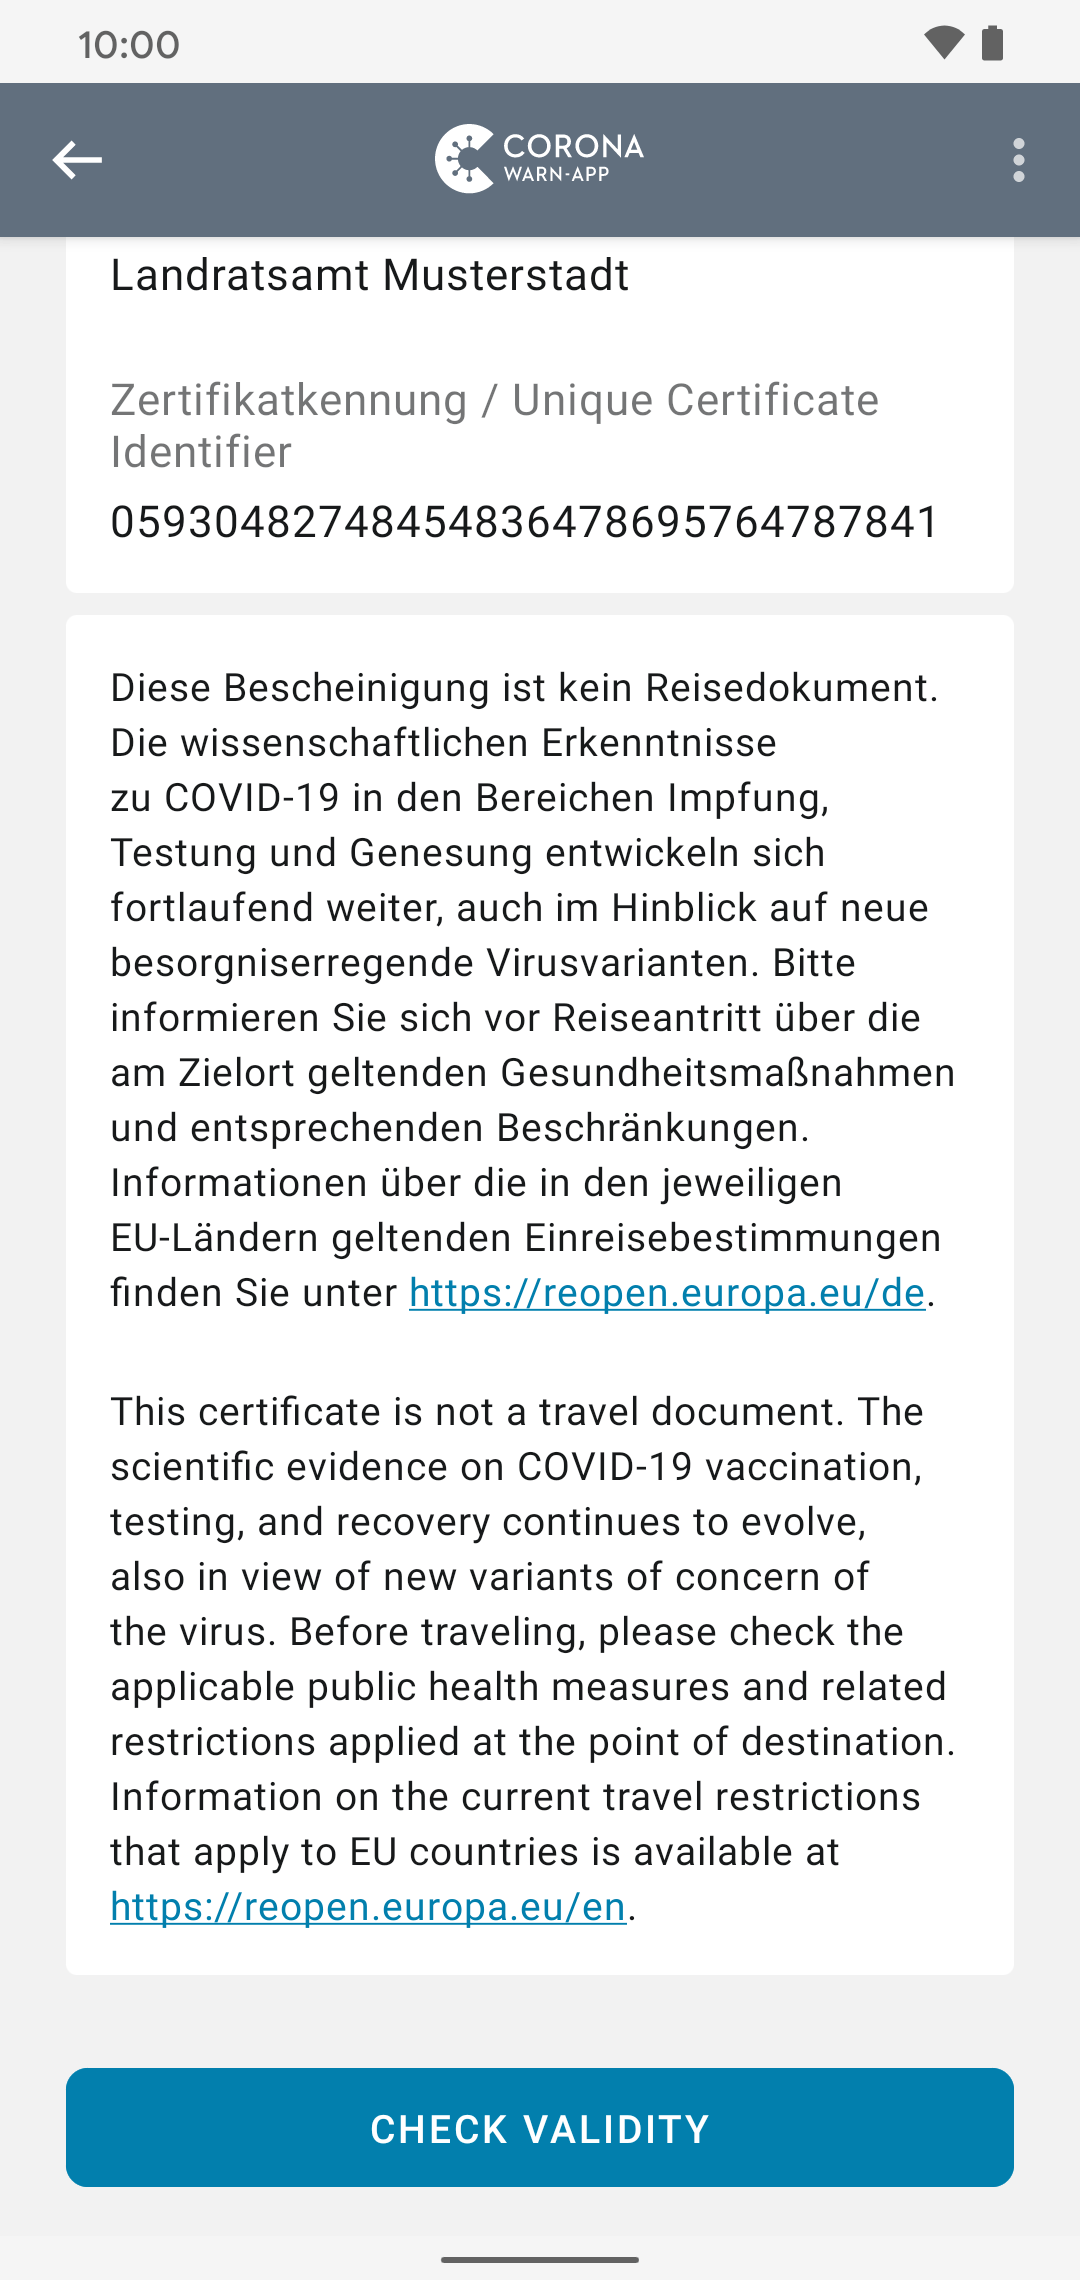 10:00
CORONA
WARN-APP
Landratsamt Musterstadt
Zertifikatkennung / Unique Certificate
Identifier
05930482748454836478695764787841
Diese Bescheinigung ist kein Reisedokument.
Die wissenschaftlichen Erkenntnisse
zu COVID-19 in den Bereichen Impfung,
Testung und Genesung entwickeln sich
fortlaufend weiter, auch im Hinblick auf neue
besorgniserregende Virusvarianten. Bitte
informieren Sie sich vor Reiseantritt über die
am Zielort geltenden Gesundheitsmaßnahmen
und entsprechenden Beschränkungen.
Informationen über die in den jeweiligen
EU-Ländern geltenden Einreisebestimmungen
finden Sie unter https://reopen.europa.eu/de.
This certificate is not a travel document. The
scientific evidence on COVID-19 vaccination,
testing, and recovery continues to evolve,
also in view of new variants of concern of
the virus. Before traveling, please check the
applicable public health measures and related
restrictions applied at the point of destination.
Information on the current travel restrictions
that apply to EU countries is available at
https://reopen.europa.eu/en.
CHECK VALIDITY